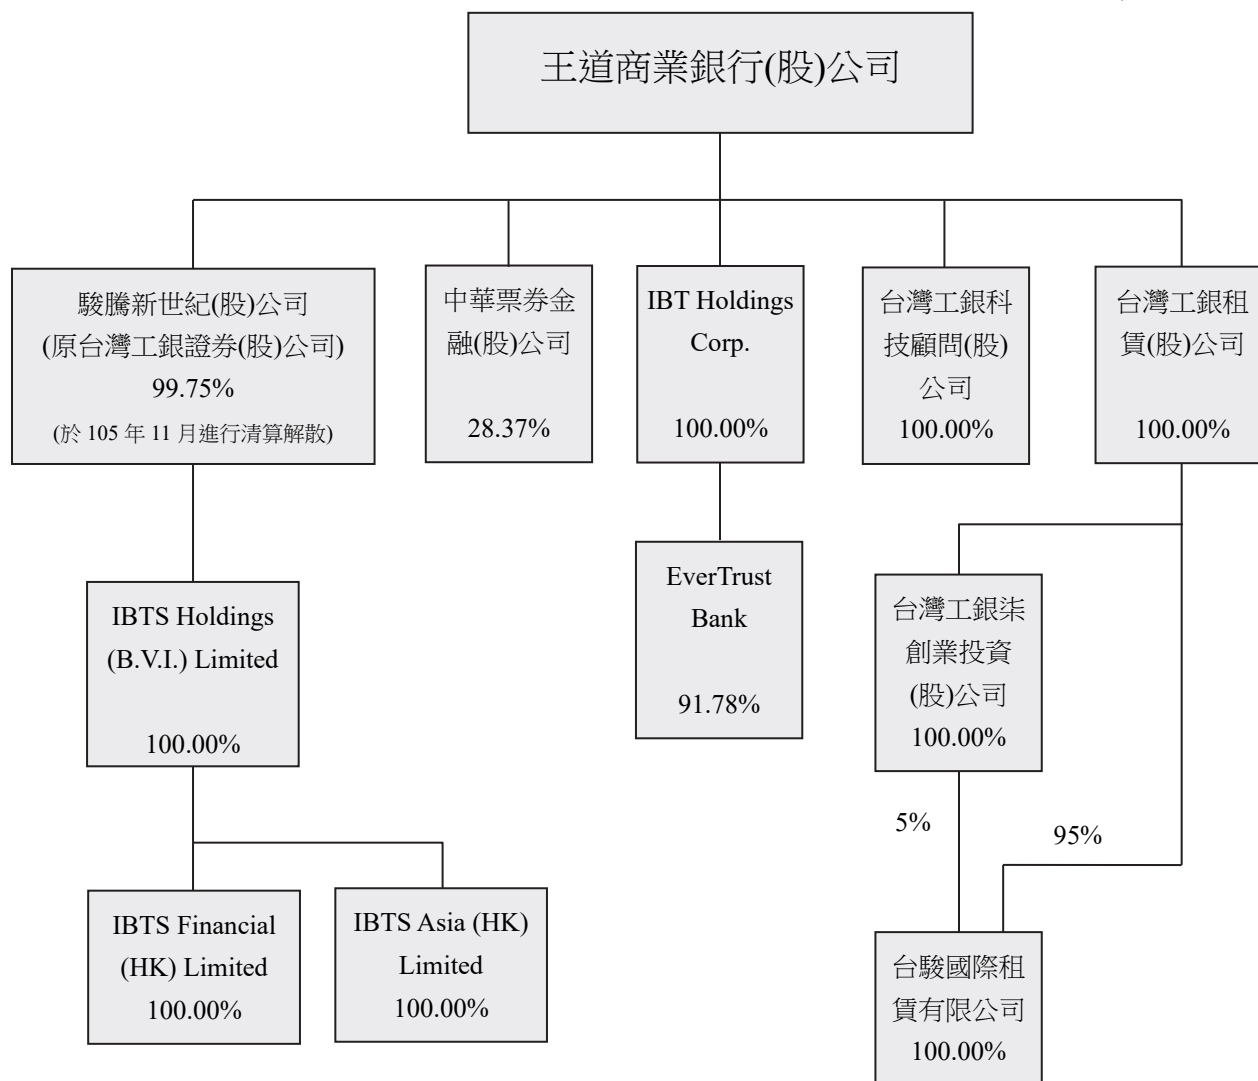 王道商業銀行(股)公司
駿騰新世紀(股)公司
(原台灣工銀證券(股)公司)
99.75%
(於 105 年 11 月進行清算解散)
中華票券金
融(股)公司
28.37%
IBT Holdings
Corp.
100.00%
台灣工銀科
技顧問(股)
公司
100.00%
台灣工銀租
賃(股)公司
100.00%
IBTS Holdings
(B.V.I.) Limited
100.00%
EverTrust
Bank
91.78%
台灣工銀柒
創業投資
(股)公司
100.00%
5%
95%
IBTS Financial
(HK) Limited
100.00%
IBTS Asia (HK)
Limited
100.00%
台駿國際租
賃有限公司
100.00%